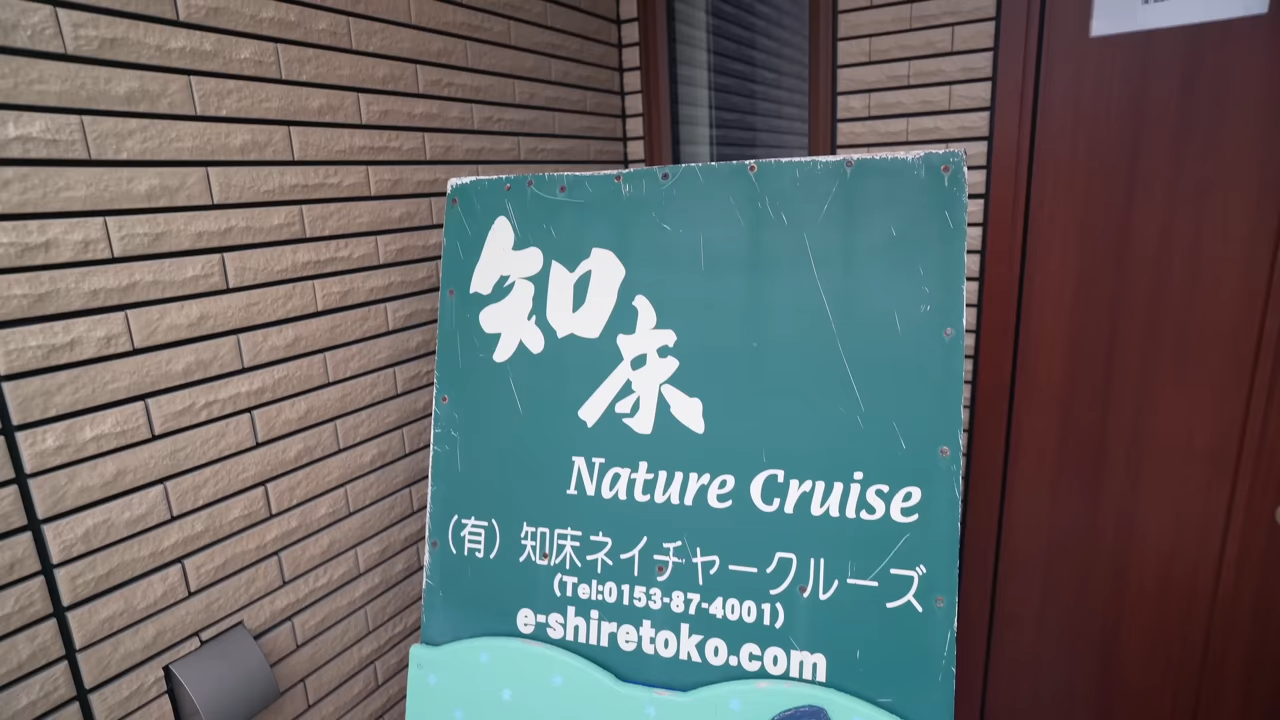 知床
Nature Cruise
（有）知床ネイチャークルーズ
(Tel:0153-87-4001)
e-shiretoko.com